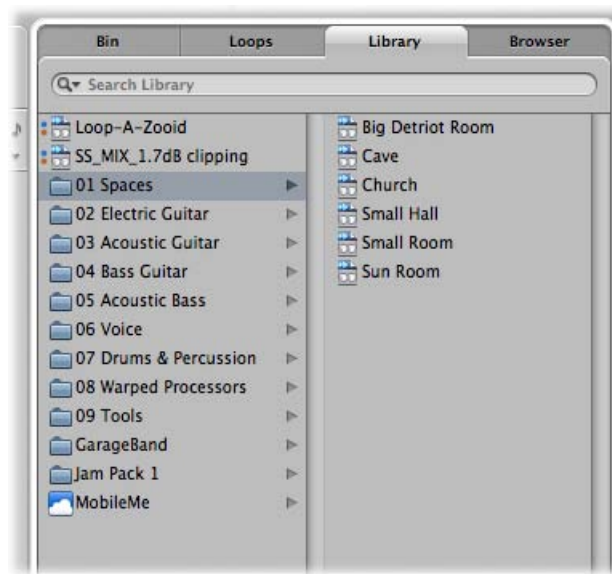 Bin Loops Library Browser
Search Library
Loop-A-Zooid
SS_MIX_1.7dB clipping
01 Spaces
02 Electric Guitar
03 Acoustic Guitar
04 Bass Guitar
05 Acoustic Bass
06 Voice
07 Drums & Percussion
08 Warped Processors
09 Tools
GarageBand
Jam Pack 1
MobileMe
Big Detriot Room
Cave
Church
Small Hall
Small Room
Sun Room